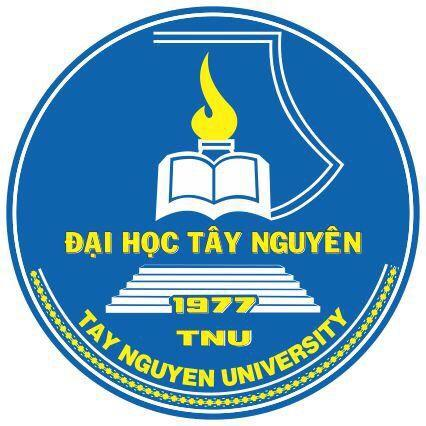 ĐẠI HỌC TÂY NGUYÊN
1977
TNU
TAY NGUYEN UNIVERSITY